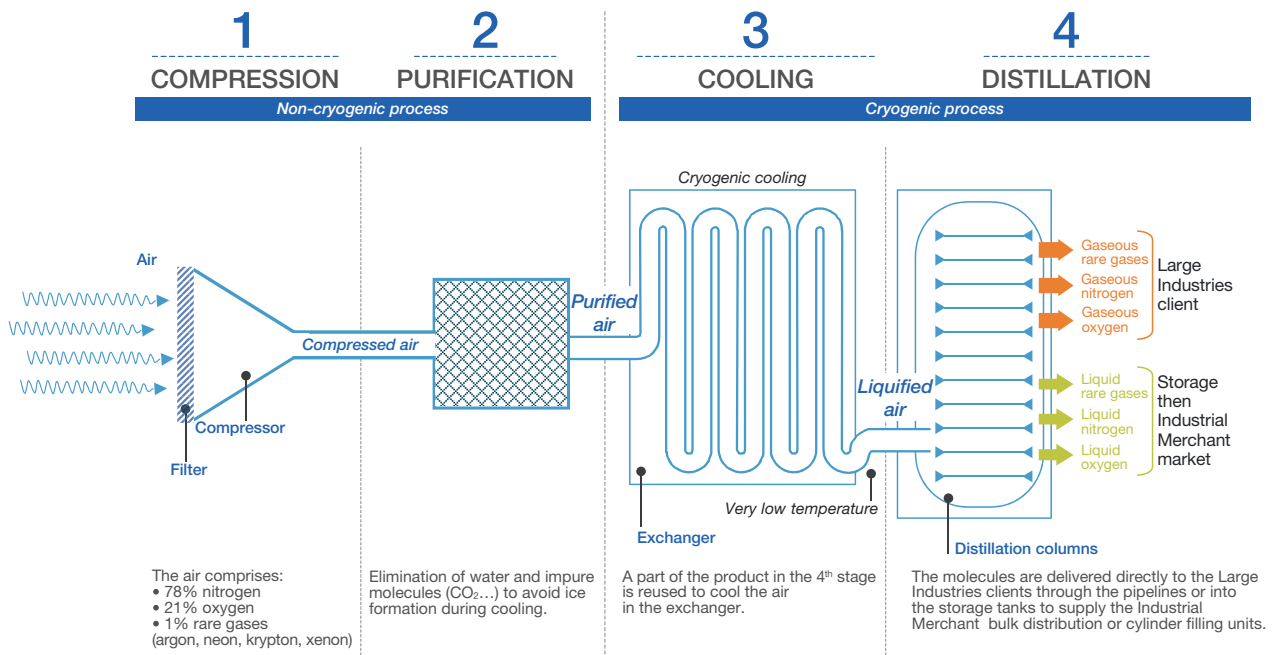 1
COMPRESSION
2
PURIFICATION
3
COOLING
4
DISTILLATION
Non-cryogenic process
Cryogenic process
Air
Filter
Compressor
Compressed air
Purified
air
Cryogenic cooling
Exchanger
Liquified
air
Very low temperature
Distillation columns
Gaseous
rare gases
Gaseous
nitrogen
Gaseous
oxygen
Large
Industries
client
Liquid
rare gases
Liquid
nitrogen
Liquid
oxygen
Storage
then
Industrial
Merchant
market
The air comprises:
• 78% nitrogen
• 21% oxygen
• 1% rare gases
(argon, neon, krypton, xenon)
Elimination of water and impure
molecules (CO₂...) to avoid ice
formation during cooling.
A part of the product in the 4th stage
is reused to cool the air
in the exchanger.
The molecules are delivered directly to the Large
Industries clients through the pipelines or into
the storage tanks to supply the Industrial
Merchant bulk distribution or cylinder filling units.